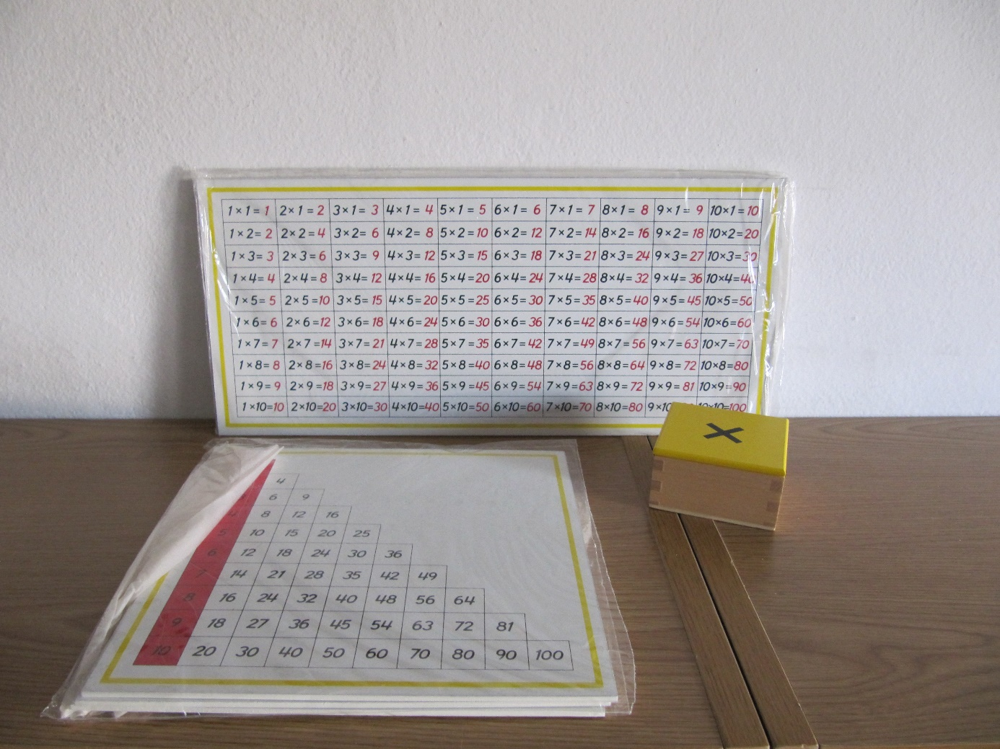 1×1=1 2×1=2 3×1=3 4×1=4 5×1=5 6×1=6 7×1=7 8×1=8 9×1=9 10×1=10
1×2=2 2×2=4 3×2=6 4×2=8 5×2=10 6×2=12 7×2=14 8×2=16 9×2=18 10×2=20
1×3=3 2×3=6 3×3=9 4×3=12 5×3=15 6×3=18 7×3=21 8×3=24 9×3=27 10×3=30
1×4=4 2×4=8 3×4=12 4×4=16 5×4=20 6×4=24 7×4=28 8×4=32 9×4=36 10×4=40
1×5=5 2×5=10 3×5=15 4×5=20 5×5=25 6×5=30 7×5=35 8×5=40 9×5=45 10×5=50
1×6=6 2×6=12 3×6=18 4×6=24 5×6=30 6×6=36 7×6=42 8×6=48 9×6=54 10×6=60
1×7=7 2×7=14 3×7=21 4×7=28 5×7=35 6×7=42 7×7=49 8×7=56 9×7=63 10×7=70
1×8=8 2×8=16 3×8=24 4×8=32 5×8=40 6×8=48 7×8=56 8×8=64 9×8=72 10×8=80
1×9=9 2×9=18 3×9=27 4×9=36 5×9=45 6×9=54 7×9=63 8×9=72 9×9=81 10×9=90
1×10=10 2×10=20 3×10=30 4×10=40 5×10=50 6×10=60 7×10=70 8×10=80 9×10 ×10=100
×
4
6 9
4 8 12 16
5 10 15 20 25
6 12 18 24 30 36
7 14 21 28 35 42 49
8 16 24 32 40 48 56 64
9 18 27 36 45 54 63 72 81
10 20 30 40 50 60 70 80 90 100